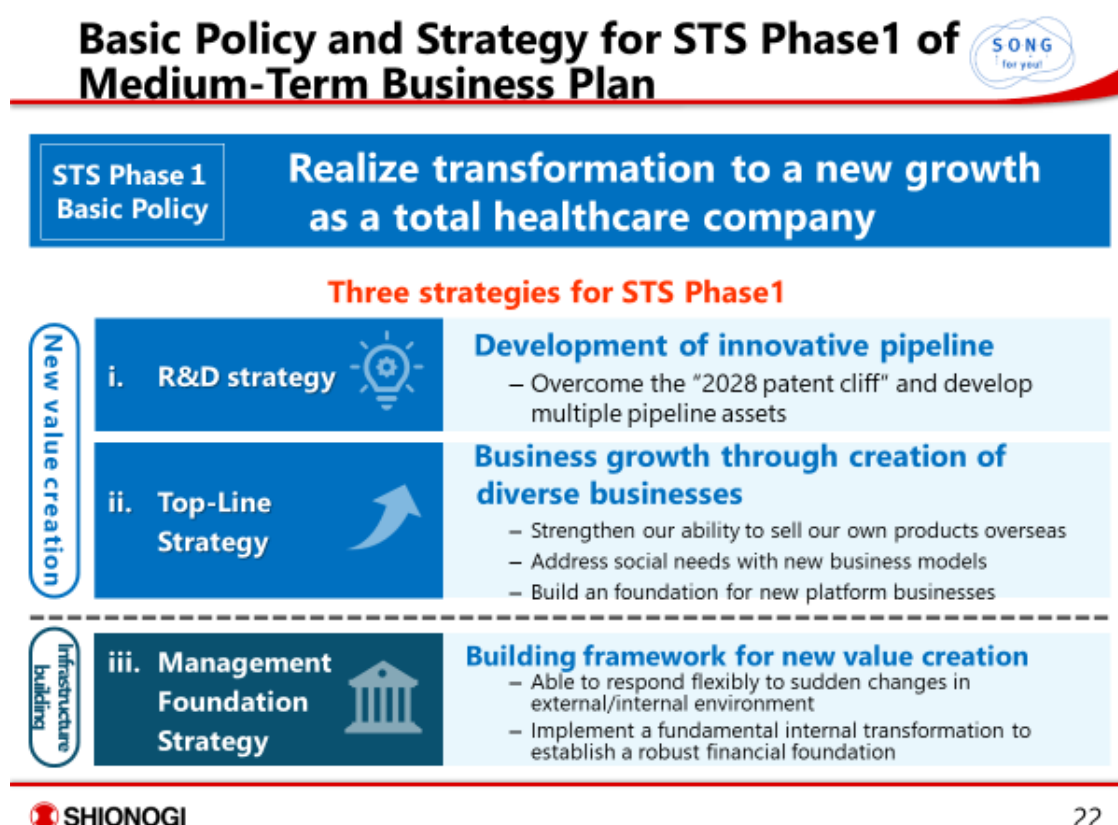 Basic Policy and Strategy for STS Phase1 of
Medium-Term Business Plan
SONG
for you!
STS Phase 1
Basic Policy
Realize transformation to a new growth
as a total healthcare company
Three strategies for STS Phase1
New value creation
i. R&D strategy
Development of innovative pipeline
– Overcome the “2028 patent cliff” and develop
multiple pipeline assets
ii. Top-Line
Strategy
Business growth through creation of
diverse businesses
– Strengthen our ability to sell our own products overseas
– Address social needs with new business models
– Build an foundation for new platform businesses
Infrastructure
building
iii. Management
Foundation
Strategy
Building framework for new value creation
– Able to respond flexibly to sudden changes in
external/internal environment
– Implement a fundamental internal transformation to
establish a robust financial foundation
SHIONOGI
22